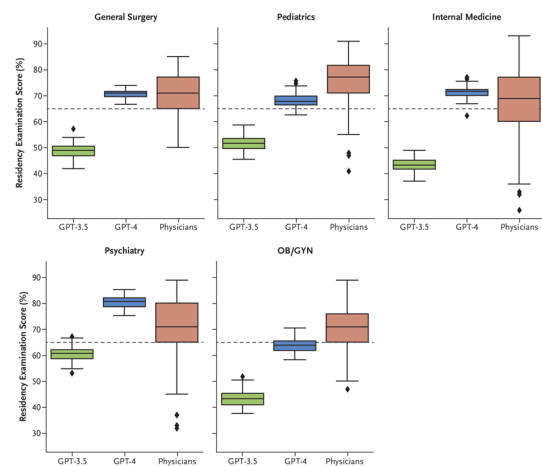 General Surgery
Pediatrics
Internal Medicine
Residency Examination Score (%)
90
80
70
60
50
40
30
GPT-3.5
GPT-4
Physicians
GPT-3.5
GPT-4
Physicians
GPT-3.5
GPT-4
Physicians
Psychiatry
OB/GYN
Residency Examination Score (%)
90
80
70
60
50
40
30
GPT-3.5
GPT-4
Physicians
GPT-3.5
GPT-4
Physicians